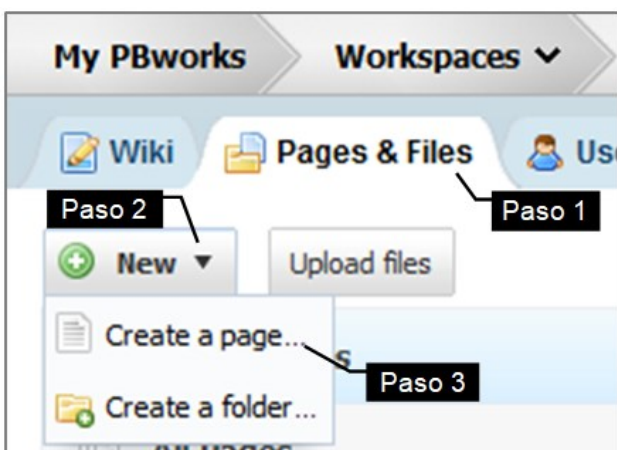 My PBworks Workspaces
Wiki Pages & Files Use
Paso 2 Paso 1
New Upload files
Create a page... s
Paso 3
Create a folder...